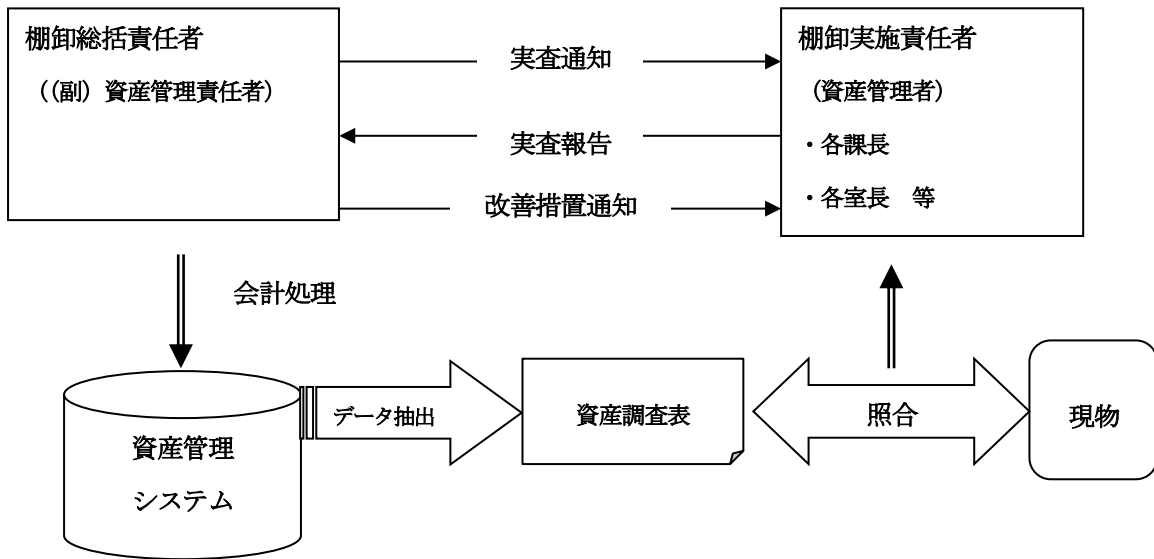 棚卸総括責任者
((副)資産管理責任者)
実査通知
実査報告
改善措置通知
棚卸実施責任者
(資産管理者)
・各課長
・各室長　等
会計処理
資産管理
システム
データ抽出
資産調査表
照合
現物